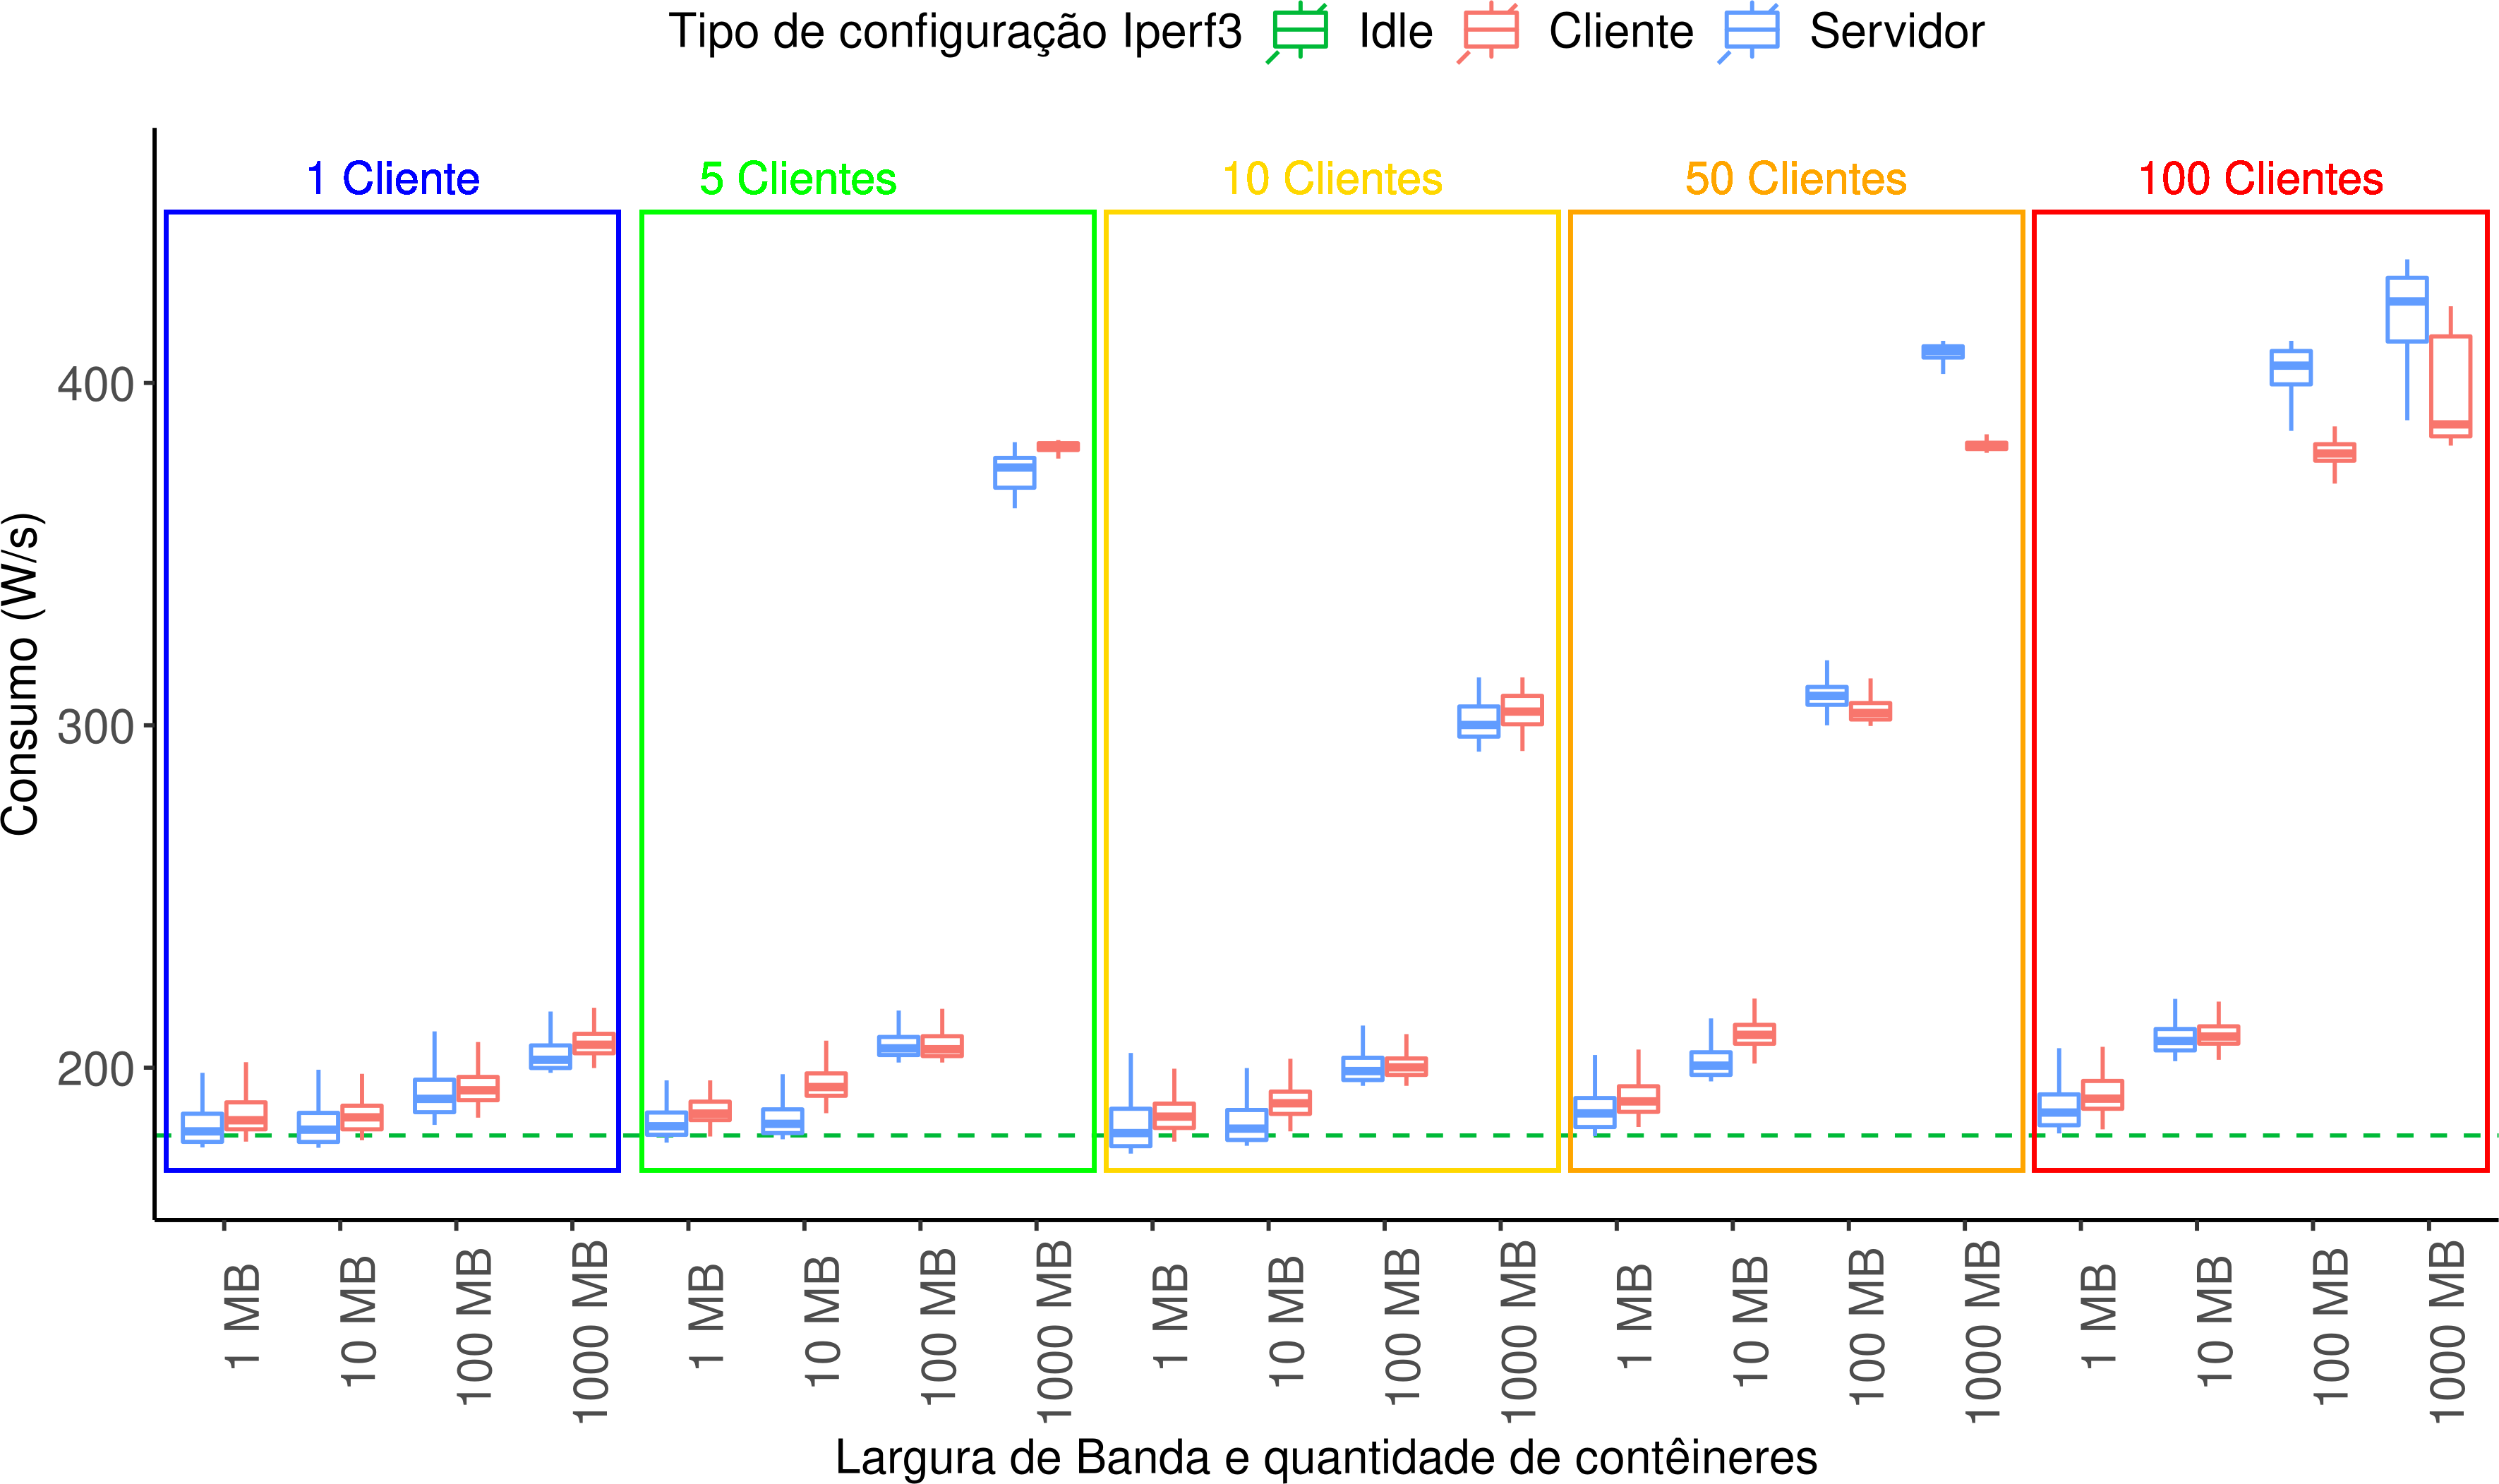 Tipo de configuração Iperf3 Idle Cliente Servidor
1 Cliente 5 Clientes 10 Clientes 50 Clientes 100 Clientes
Consumo (W/s)
400
300
200
1 MB 10 MB 100 MB 1000 MB 1 MB 10 MB 100 MB 1000 MB 1 MB 10 MB 100 MB 1000 MB 1 MB 10 MB 100 MB 1000 MB 1 MB 10 MB 100 MB 1000 MB
Largura de Banda e quantidade de contêineres